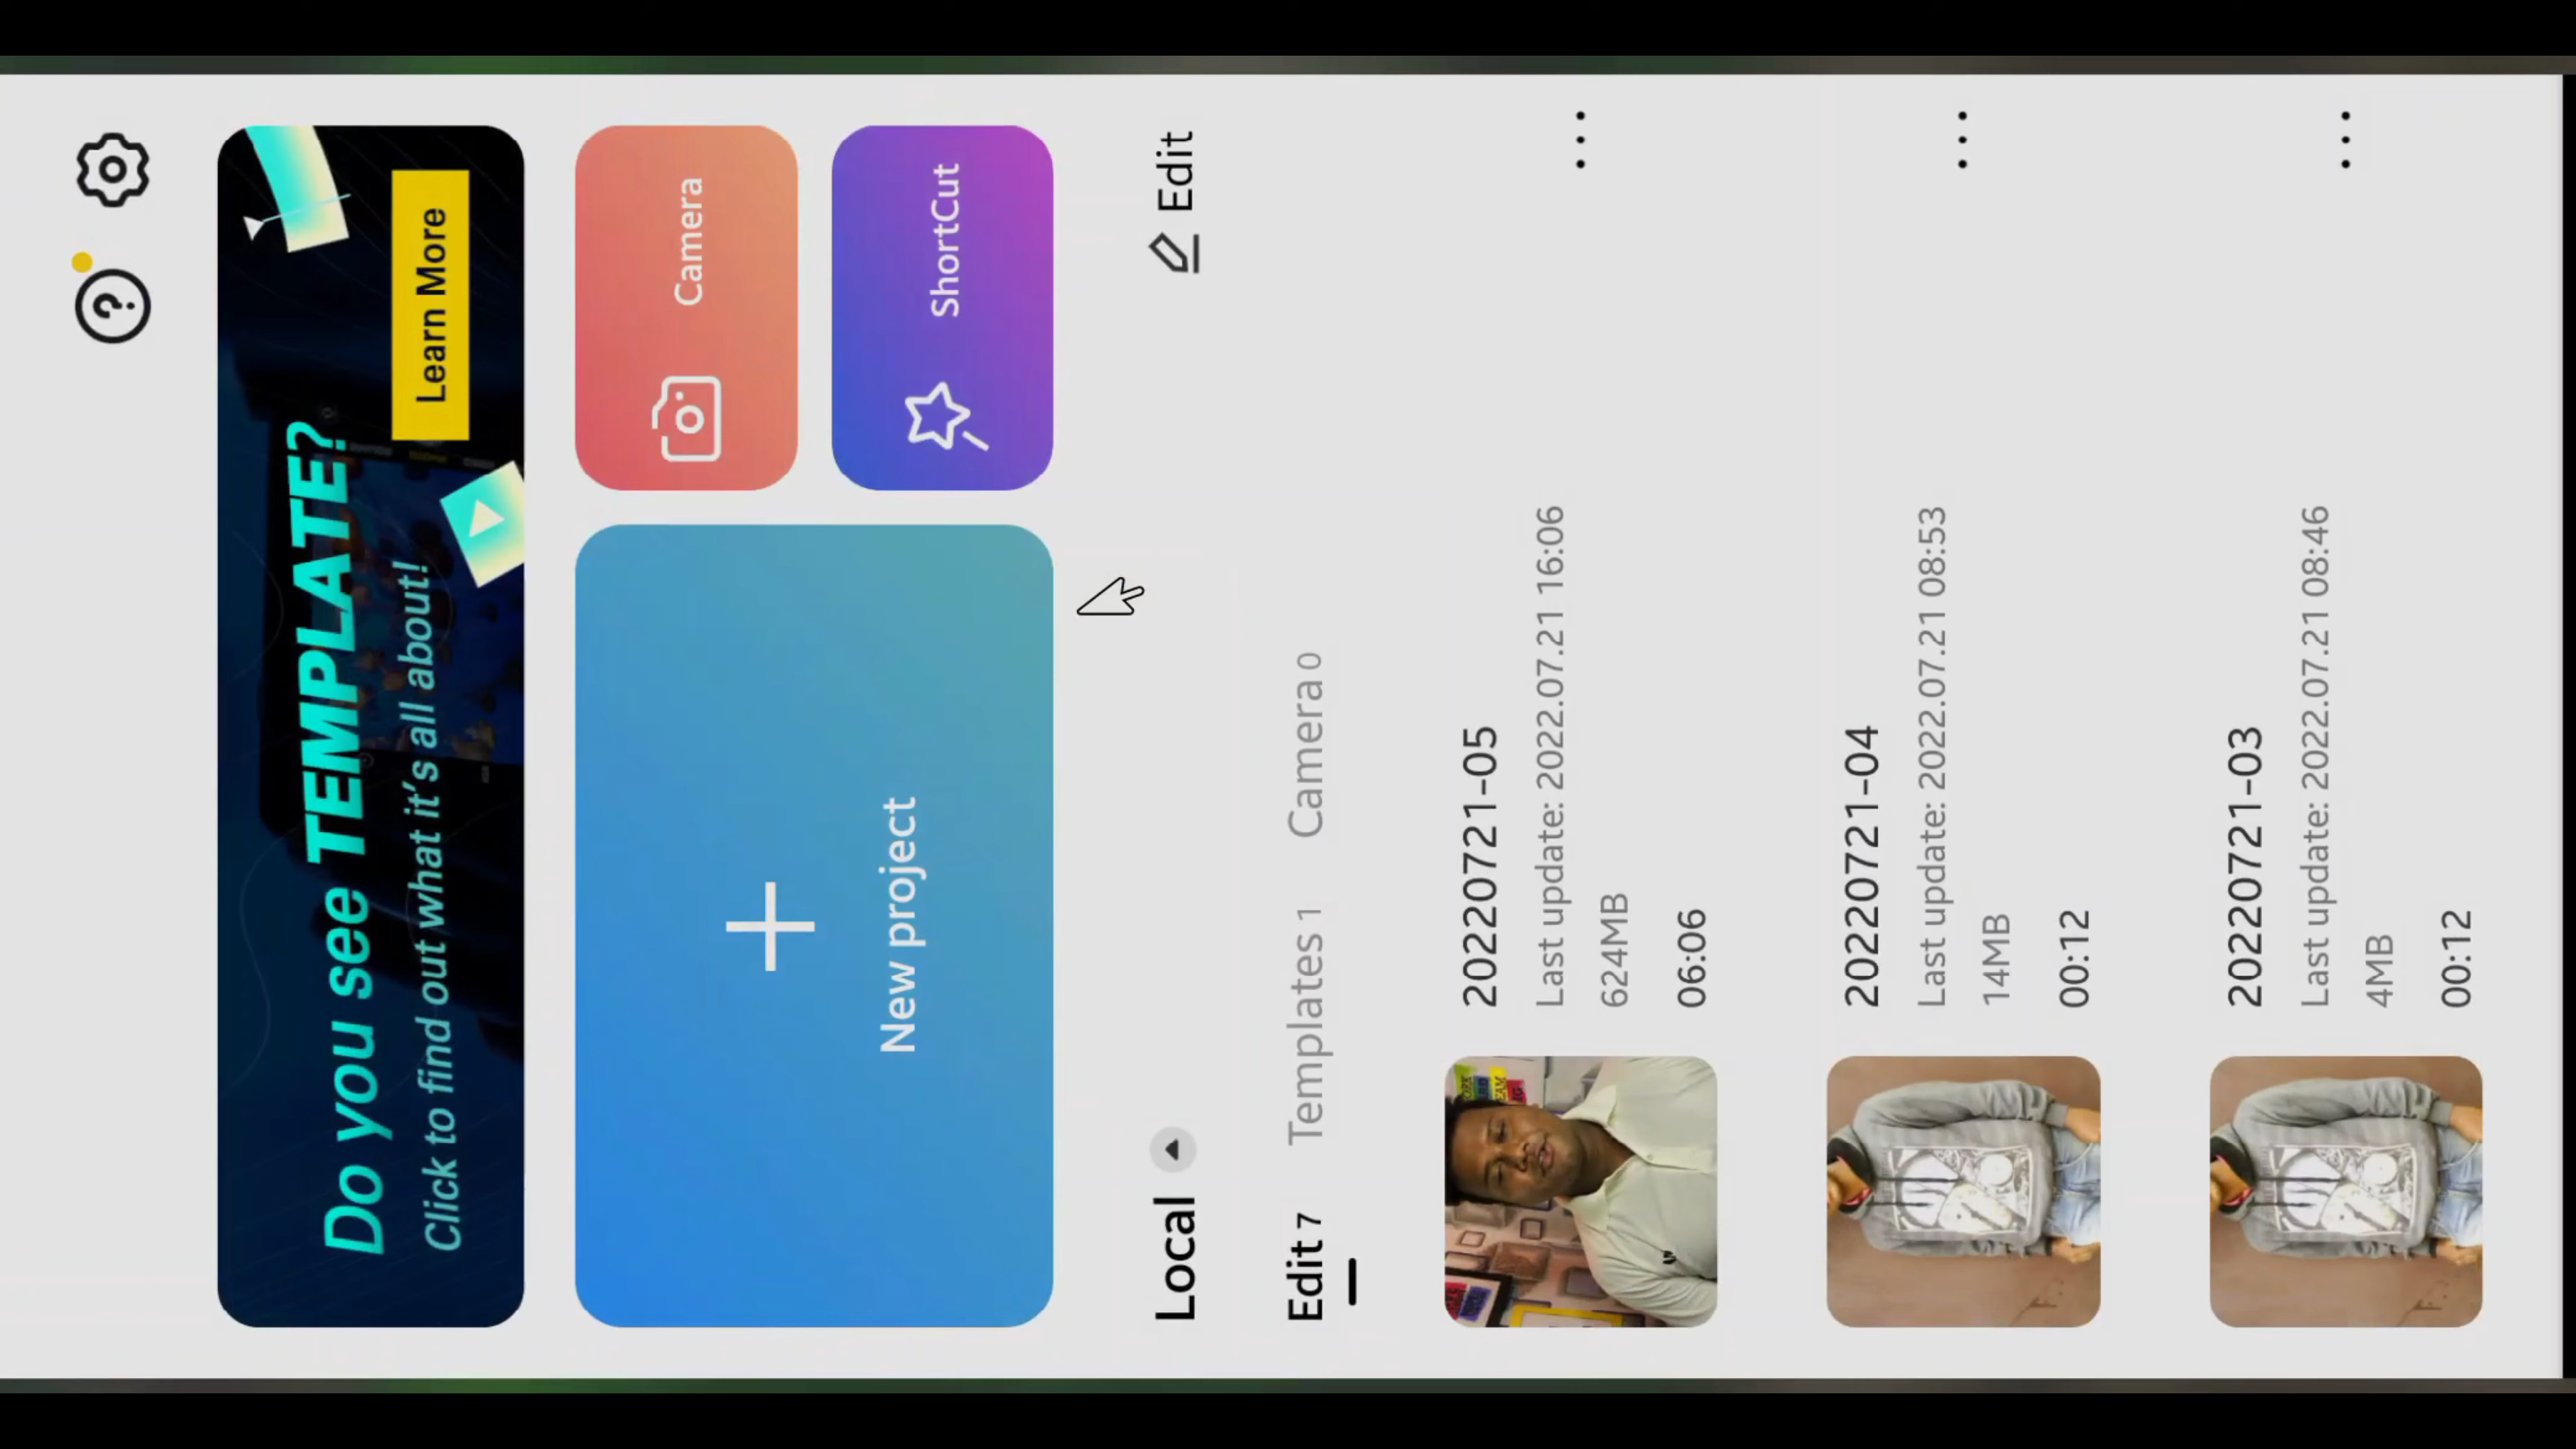 Do you see TEMPLATE?
Click to find out what it's all about!
Learn More
New project
Camera
ShortCut
Local
Edit
Edit 7
Templates 1
Camera 0
20220721-05
Last update: 2022.07.21 16:06
624MB
06:06
20220721-04
Last update: 2022.07.21 08:53
14MB
00:12
20220721-03
Last update: 2022.07.21 08:46
4MB
00:12